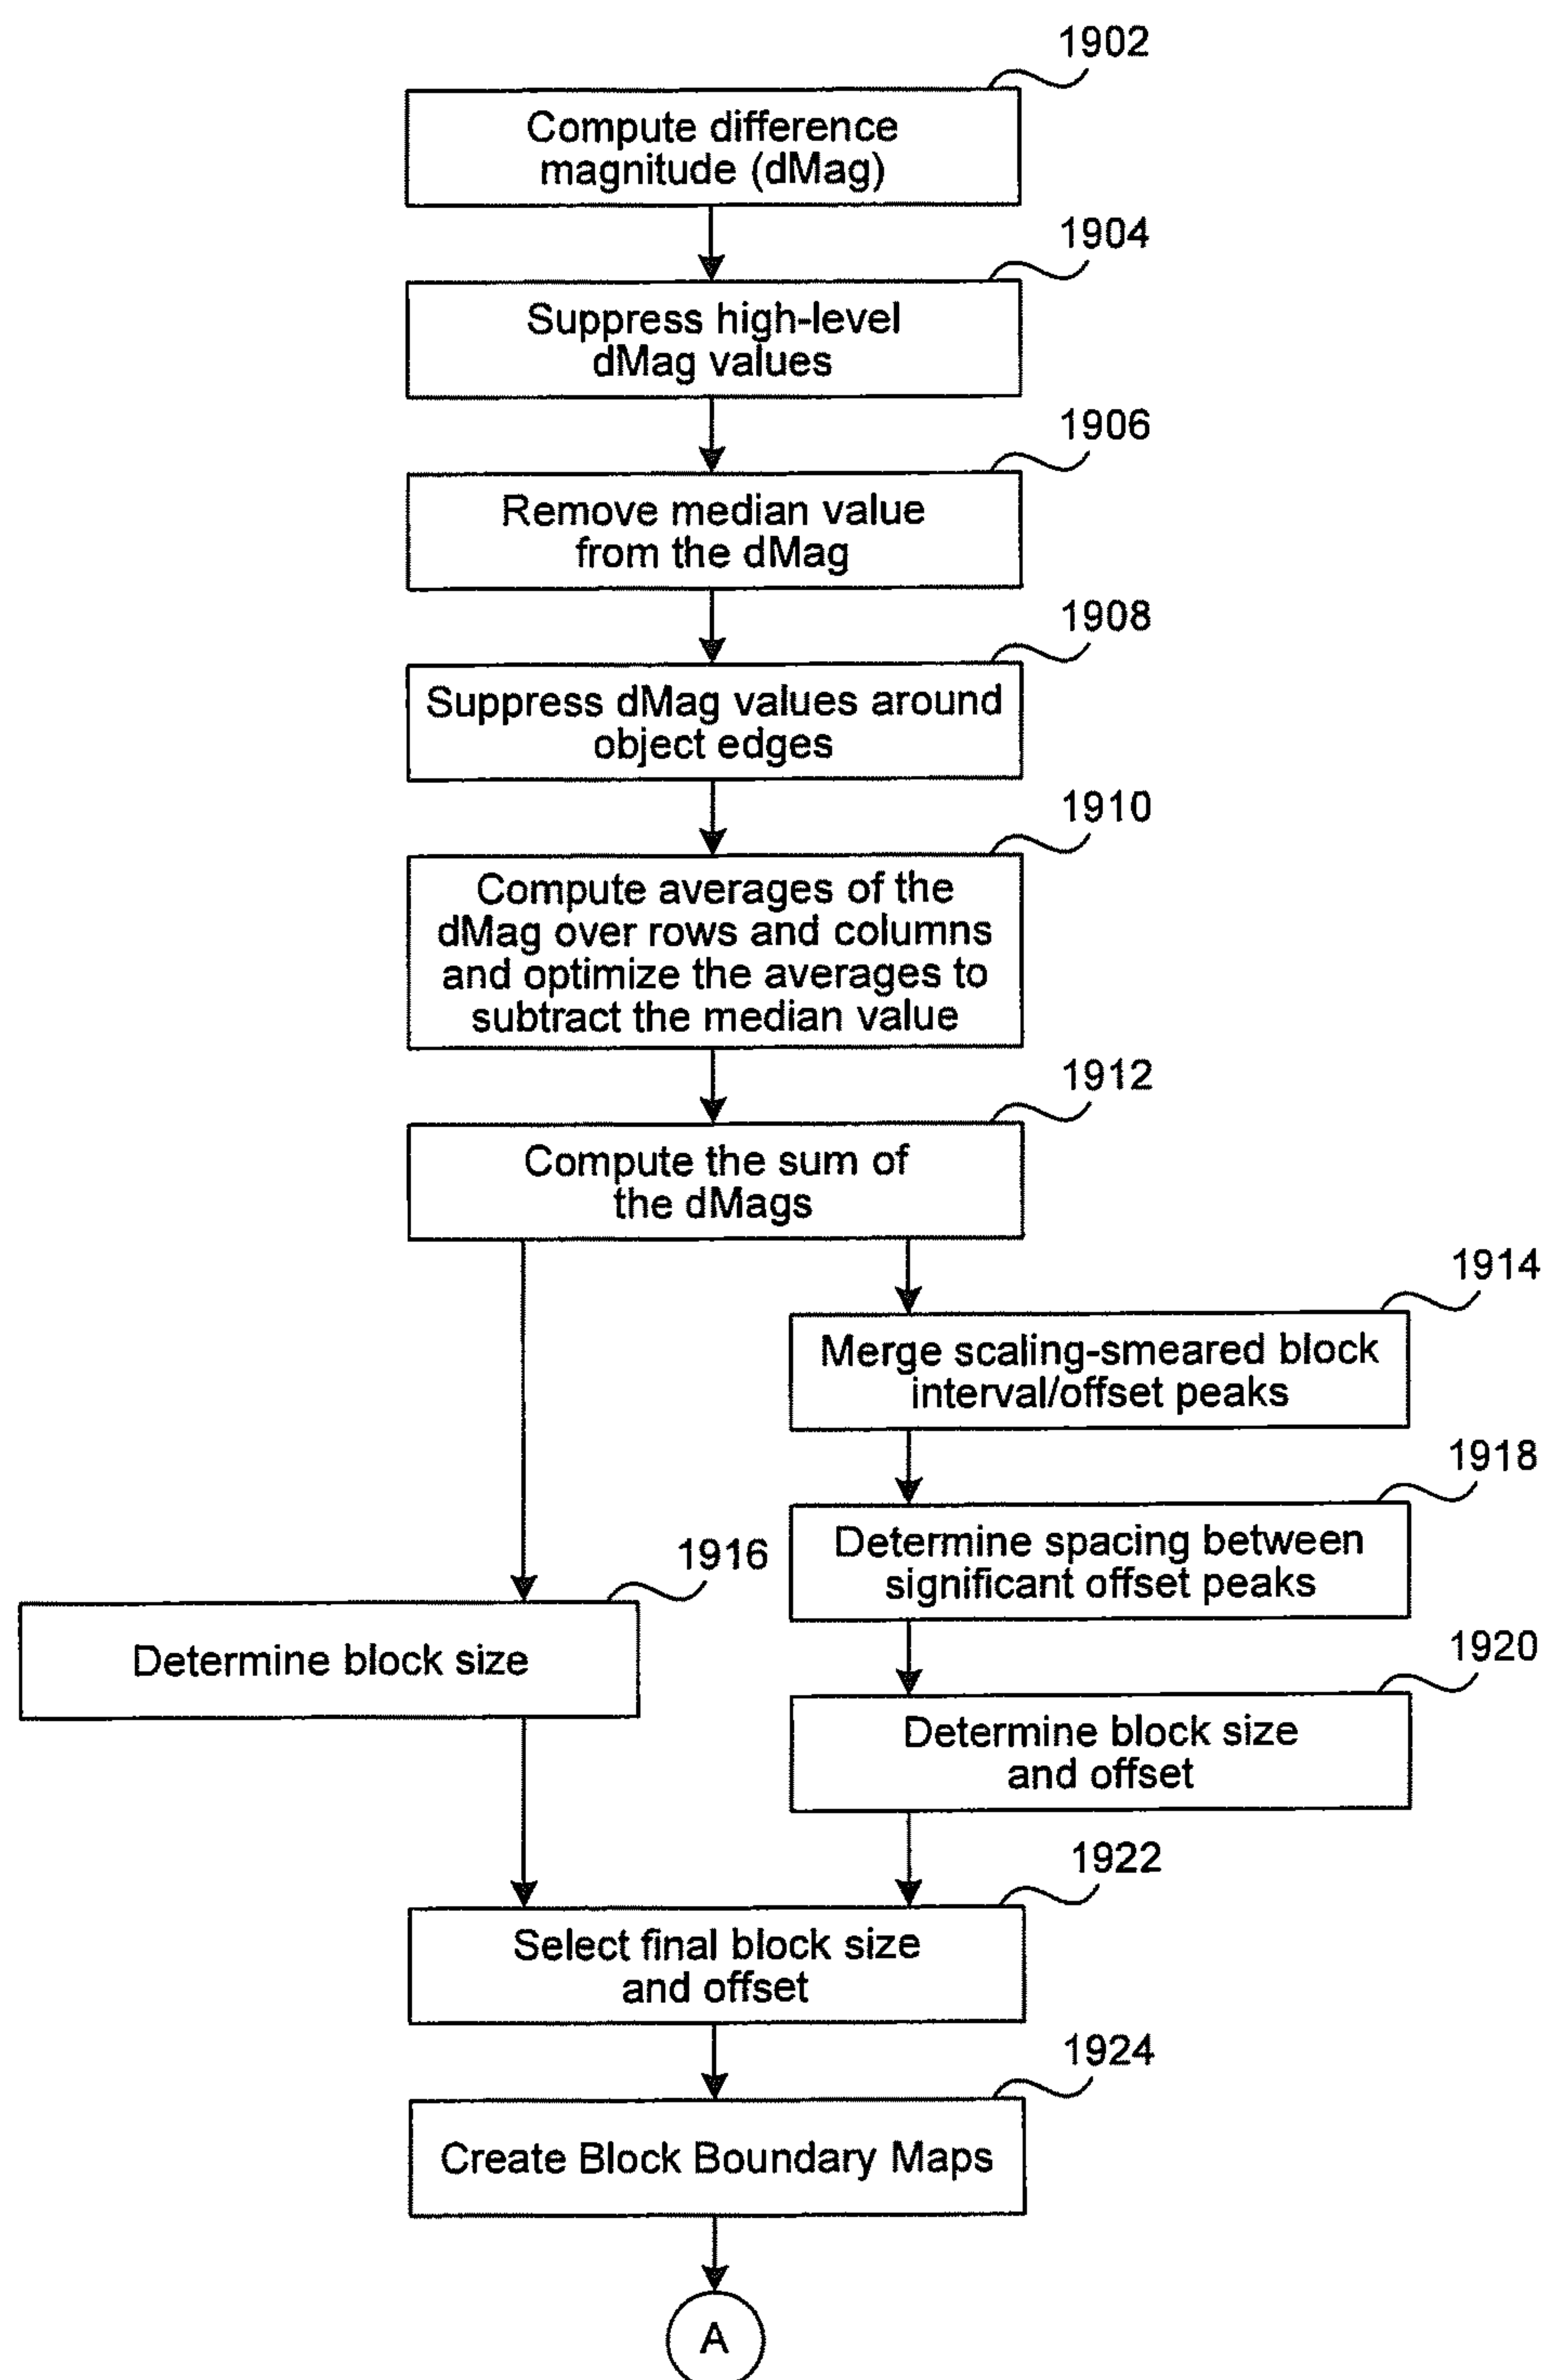 1902
Compute difference
magnitude (dMag)
1904
Suppress high-level
dMag values
1906
Remove median value
from the dMag
1908
Suppress dMag values around
object edges
1910
Compute averages of the
dMag over rows and columns
and optimize the averages to
subtract the median value
1912
Compute the sum of
the dMags
1914
Merge scaling-smeared block
interval/offset peaks
1918
Determine spacing between
significant offset peaks
1916
Determine block size
1920
Determine block size
and offset
1922
Select final block size
and offset
1924
Create Block Boundary Maps
A